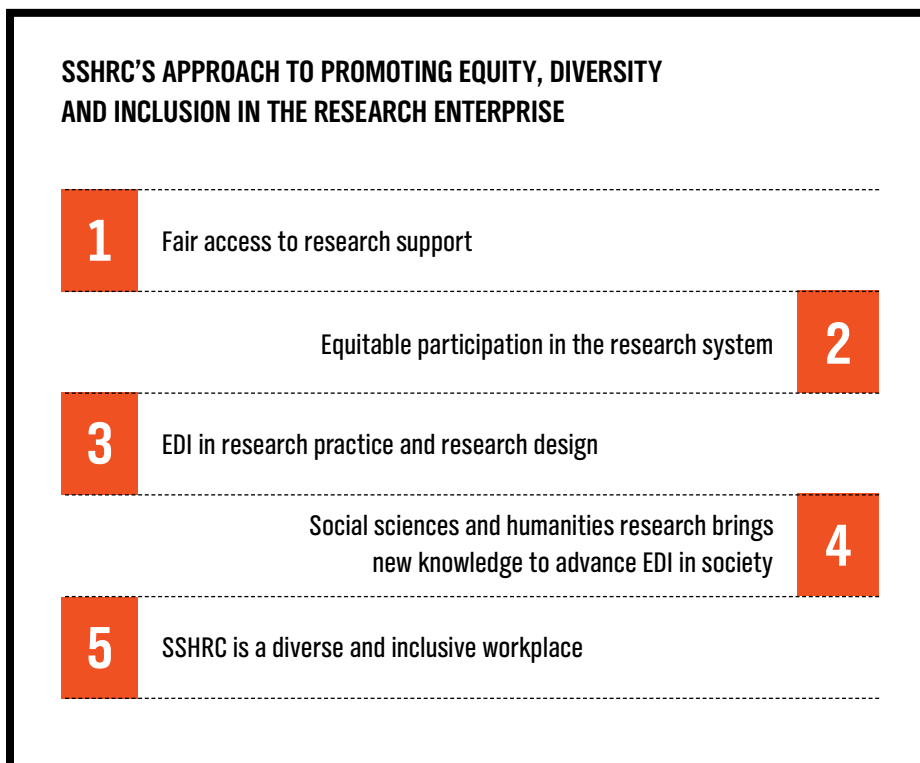 SSHRC'S APPROACH TO PROMOTING EQUITY, DIVERSITY
AND INCLUSION IN THE RESEARCH ENTERPRISE
1
Fair access to research support
Equitable participation in the research system
2
3
EDI in research practice and research design
Social sciences and humanities research brings
new knowledge to advance EDI in society
4
5
SSHRC is a diverse and inclusive workplace